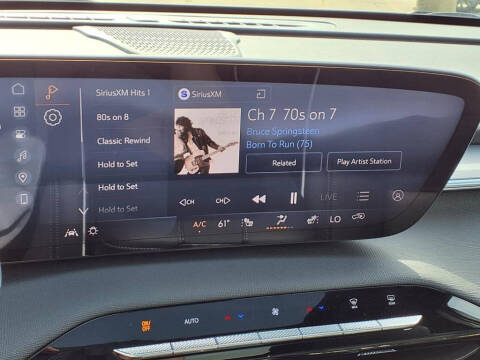 SiriusXM Hits 1
80s on 8
Classic Rewind
Hold to Set
Hold to Set
Hold to Set
SiriusXM
Ch 7 70s on 7
Bruce Springsteen
Born To Run (75)
Related
Play Artist Station
CH
CH
LIVE
A/C
61°
LO
ON/OFF
AUTO